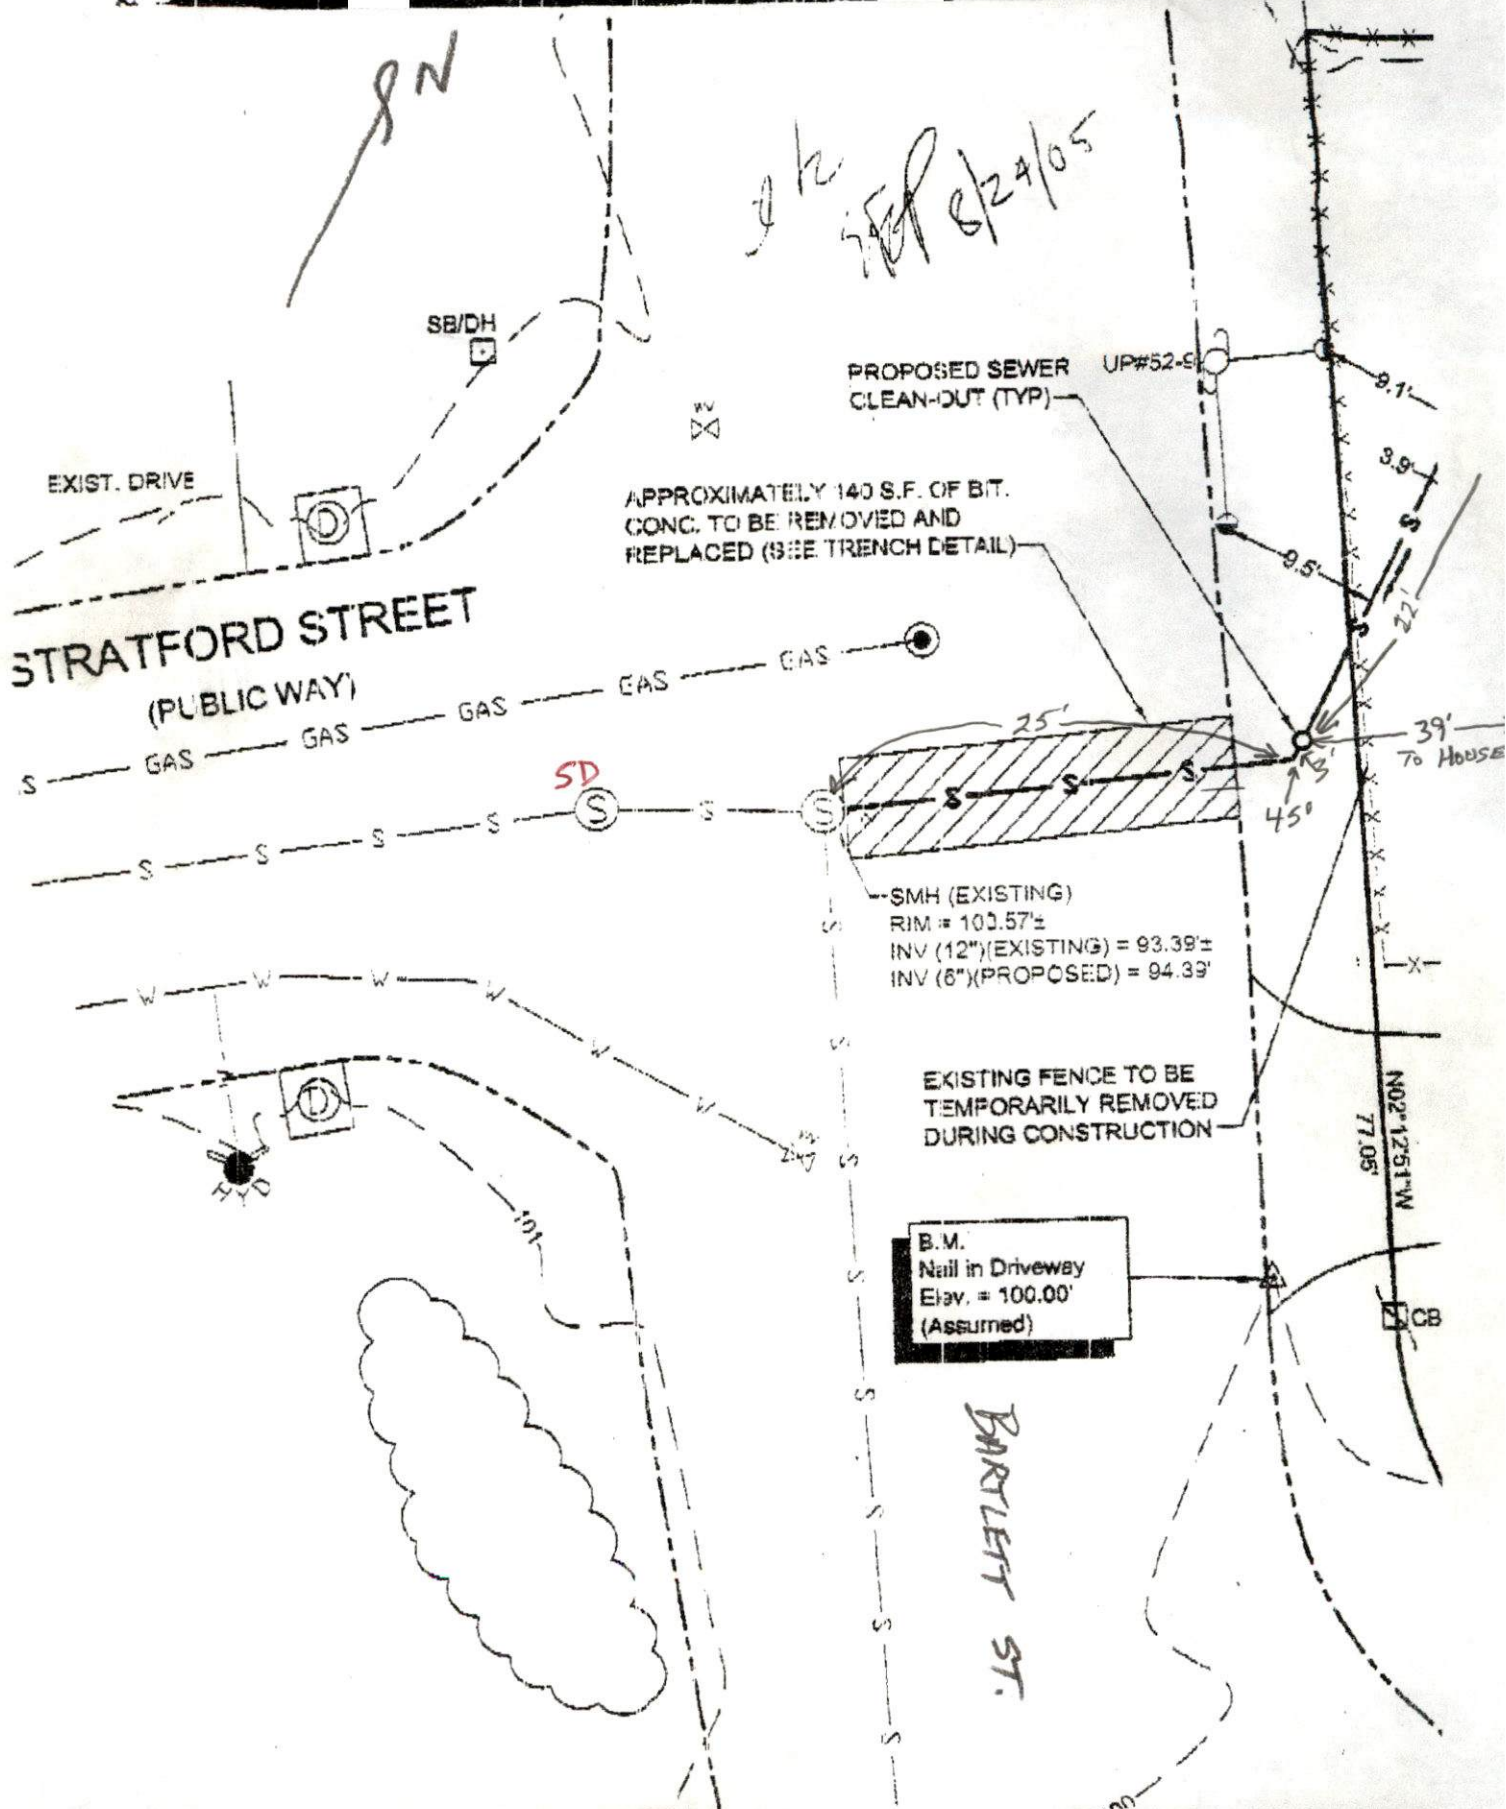 N
8/24/05
SB/DH
PROPOSED SEWER
CLEAN-OUT (TYP)
UP#52-9
9.1'
WV
EXIST. DRIVE
APPROXIMATELY 140 S.F. OF BIT.
CONC. TO BE REMOVED AND
REPLACED (SEE TRENCH DETAIL)
3.9'
S
9.5'
22'
S
D
STRATFORD STREET
(PUBLIC WAY)
S GAS GAS GAS GAS GAS
25'
39'
TO HOUSE
3'
45°
SD
S S S S S S S S S S
SMH (EXISTING)
RIM = 103.57'±
INV (12")(EXISTING) = 93.39'±
INV (6")(PROPOSED) = 94.39'
S
X
W W W W W W
S
EXISTING FENCE TO BE
TEMPORARILY REMOVED
DURING CONSTRUCTION
N02°12'51"W
77.05'
D
S
HYD
101
B.M.
Nail in Driveway
Elev. = 100.00'
(Assumed)
S
CB
S
BARTLETT ST.
S
S
S